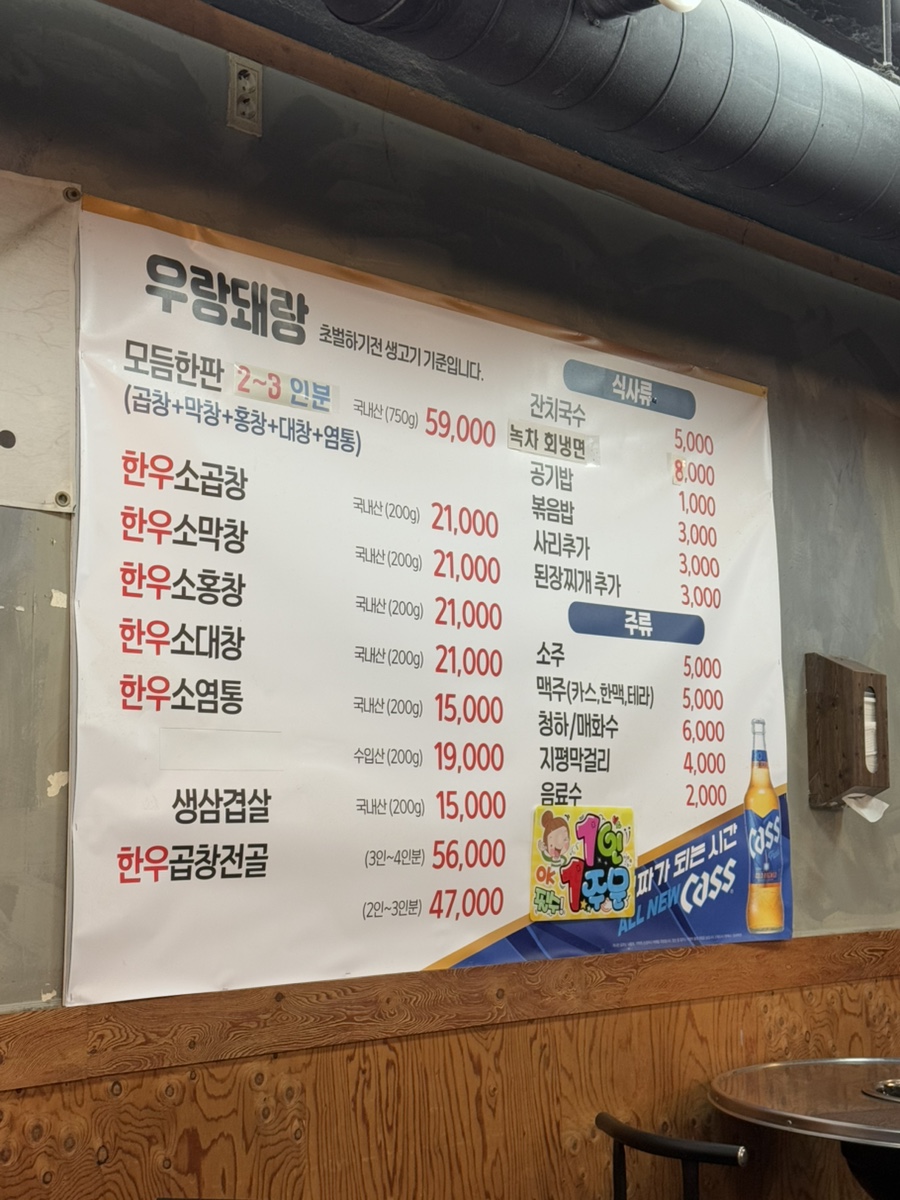 우랑돼랑
초벌하기전 생고기 기준입니다.
모듬한판 2~3 인분
(곱창+막창+홍창+대창+염통)
국내산 (750g) 59,000
한우소곱창 국내산 (200g) 21,000
한우소막창 국내산 (200g) 21,000
한우소홍창 국내산 (200g) 21,000
한우소대창 국내산 (200g) 21,000
한우소염통 국내산 (200g) 15,000
수입산 (200g) 19,000
생삼겹살 국내산 (200g) 15,000
한우곱창전골 (3인~4인분) 56,000
(2인~3인분) 47,000
식사류
잔치국수 5,000
녹차 회냉면 8,000
공기밥 1,000
볶음밥 3,000
사리추가 3,000
된장찌개 추가 3,000
주류
소주 5,000
맥주(카스,한맥,테라) 5,000
청하/매화수 6,000
지평막걸리 4,000
음료수 2,000
1인
1주문
야
파가 되는 시간
ALL NEW Cass
Cass